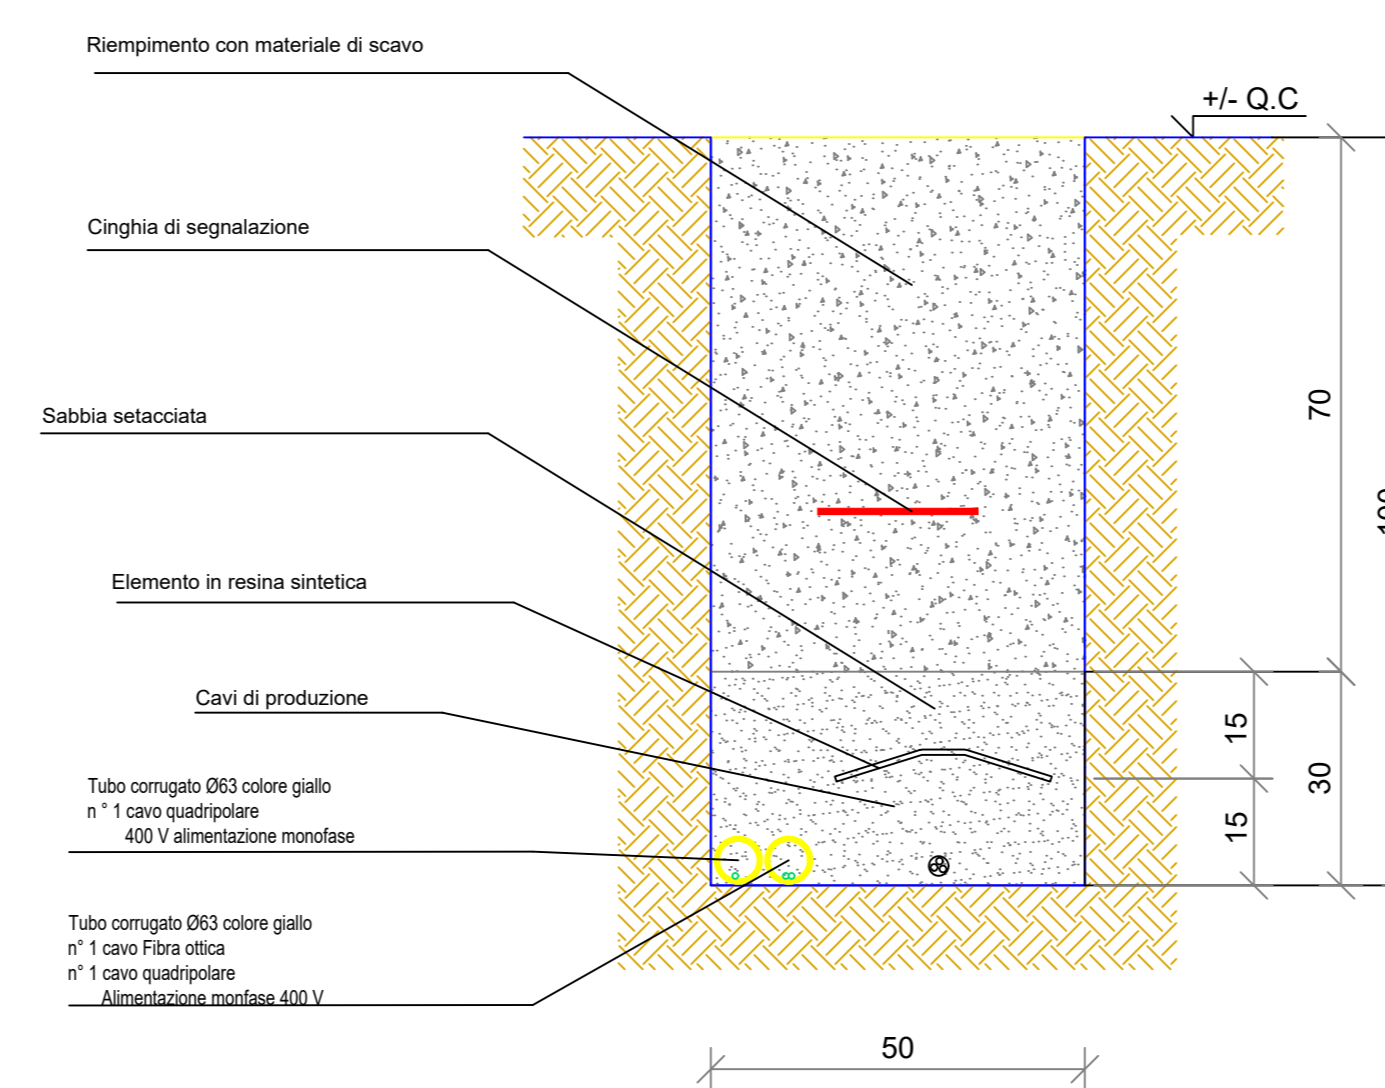 Riempimento con materiale di scavo
+/- Q.C
Cinghia di segnalazione
70
Sabbia setacciata
Elemento in resina sintetica
Cavi di produzione
15
30
15
Tubo corrugato Ø63 colore giallo
n ° 1 cavo quadripolare
400 V alimentazione monofase
Tubo corrugato Ø63 colore giallo
n° 1 cavo Fibra ottica
n° 1 cavo quadripolare
Alimentazione monfase 400 V
50